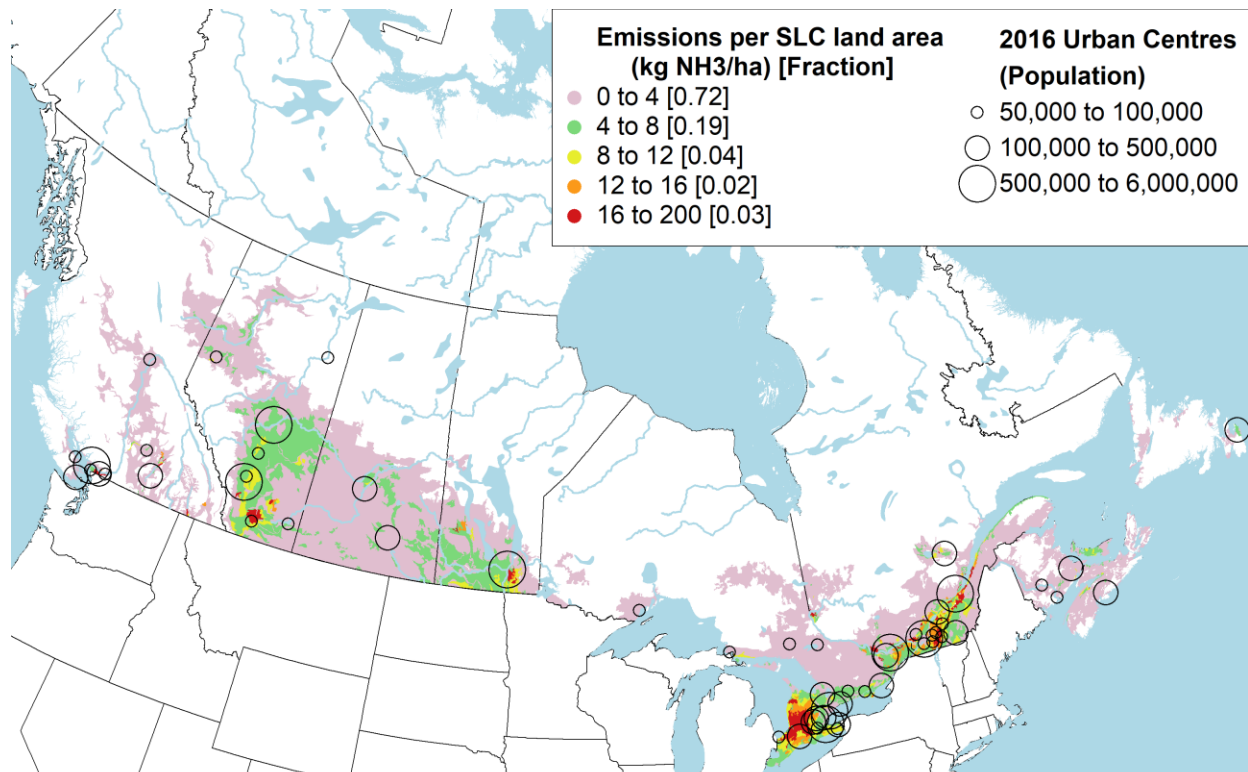 Emissions per SLC land area
(kg NH3/ha) [Fraction]
0 to 4 [0.72]
4 to 8 [0.19]
8 to 12 [0.04]
12 to 16 [0.02]
16 to 200 [0.03]
2016 Urban Centres
(Population)
50,000 to 100,000
100,000 to 500,000
500,000 to 6,000,000